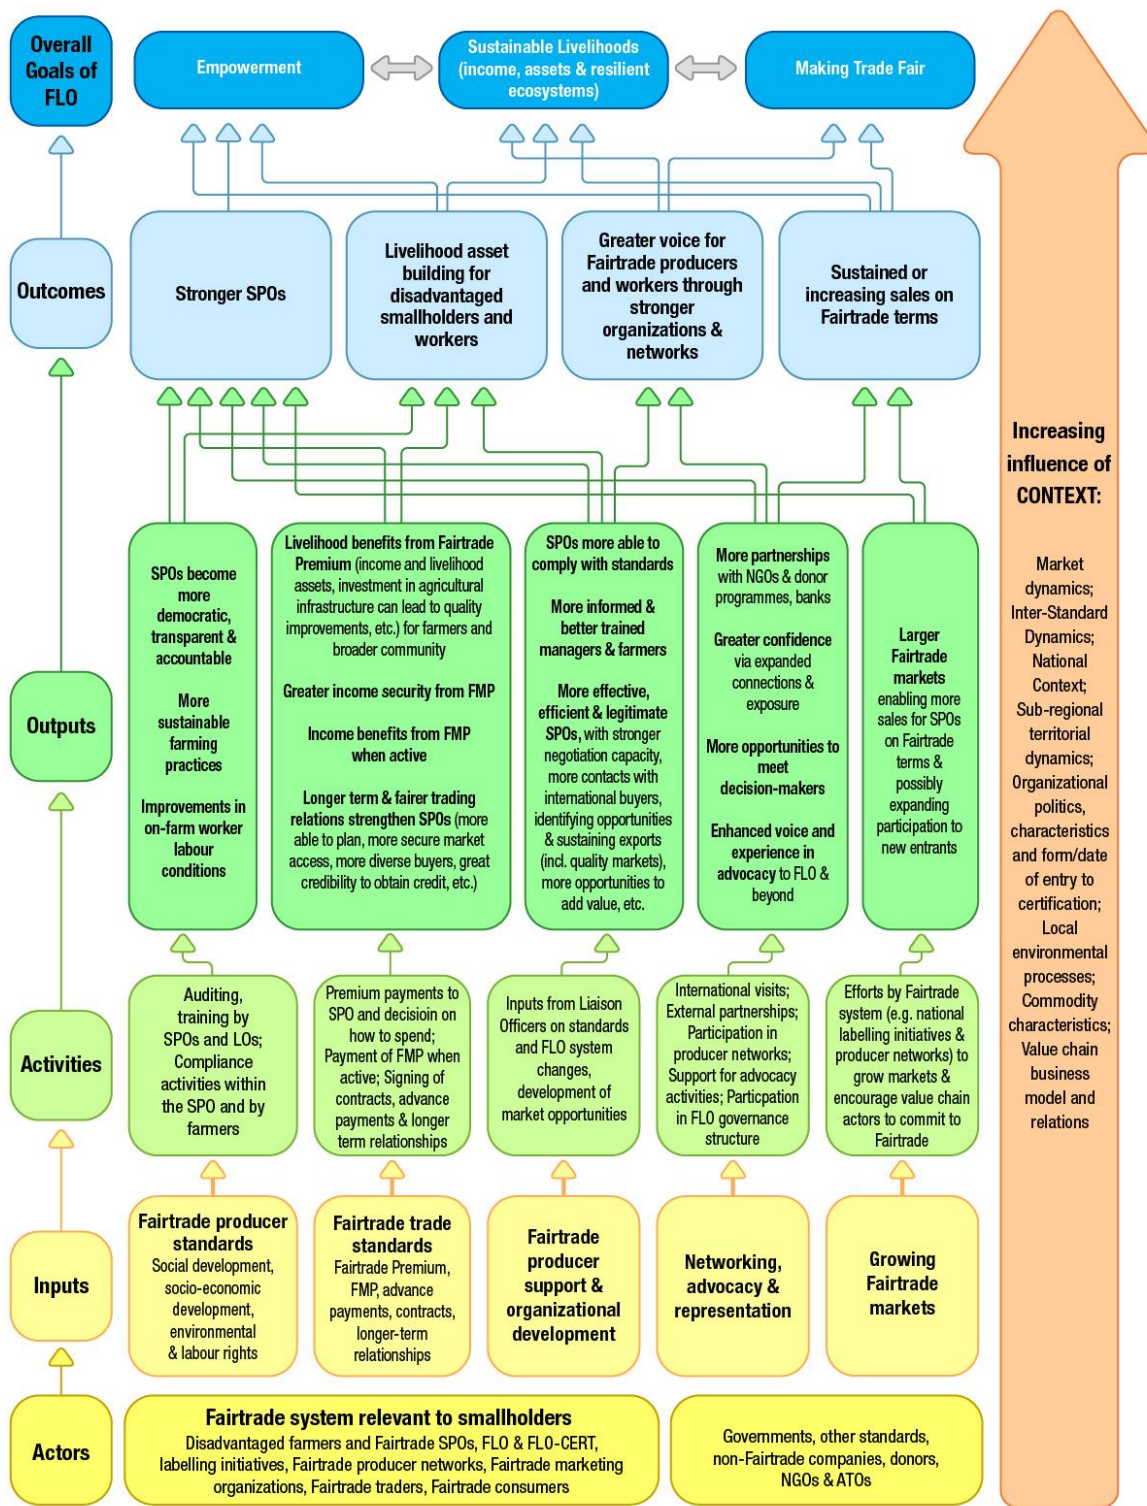 Overall
Goals of
FLO
Empowerment
Sustainable Livelihoods
(income, assets & resilient
ecosystems)
Making Trade Fair
Outcomes
Stronger SPOs
Livelihood asset
building for
disadvantaged
smallholders and
workers
Greater voice for
Fairtrade producers
and workers through
stronger
organizations &
networks
Sustained or
increasing sales on
Fairtrade terms
Outputs
SPOs become
more
democratic,
transparent &
accountable
More
sustainable
farming
practices
Improvements in
on-farm worker
labour
conditions
Livelihood benefits from Fairtrade
Premium (income and livelihood
assets, investment in agricultural
infrastructure can lead to quality
improvements, etc.) for farmers and
broader community
Greater income security from FMP
Income benefits from FMP
when active
Longer term & fairer trading
relations strengthen SPOs (more
able to plan, more secure market
access, more diverse buyers, great
credibility to obtain credit, etc.)
SPOs more able to
comply with standards
More informed &
better trained
managers & farmers
More effective,
efficient & legitimate
SPOs, with stronger
negotiation capacity,
more contacts with
international buyers,
identifying opportunities
& sustaining exports
(incl. quality markets),
more opportunities to
add value, etc.
More partnerships
with NGOs & donor
programmes, banks
Greater confidence
via expanded
connections &
exposure
More opportunities to
meet
decision-makers
Enhanced voice and
experience in
advocacy to FLO &
beyond
Larger
Fairtrade
markets
enabling more
sales for SPOs
on Fairtrade
terms &
possibly
expanding
participation to
new entrants
Activities
Auditing,
training by
SPOs and LOs;
Compliance
activities within
the SPO and by
farmers
Premium payments to
SPO and decisioin on
how to spend;
Payment of FMP when
active; Signing of
contracts, advance
payments & longer
term relationships
Inputs from Liaison
Officers on standards
and FLO system
changes,
development of
market opportunities
International visits;
External partnerships;
Participation in
producer networks;
Support for advocacy
activities; Particpation
in FLO governance
structure
Efforts by Fairtrade
system (e.g. national
labelling initiatives &
producer networks) to
grow markets &
encourage value chain
actors to commit to
Fairtrade
Inputs
Fairtrade producer
standards
Social development,
socio-economic
development,
environmental
& labour rights
Fairtrade trade
standards
Fairtrade Premium,
FMP, advance
payments, contracts,
longer-term
relationships
Fairtrade
producer
support &
organizational
development
Networking,
advocacy &
representation
Growing
Fairtrade
markets
Actors
Fairtrade system relevant to smallholders
Disadvantaged farmers and Fairtrade SPOs, FLO & FLO-CERT,
labelling initiatives, Fairtrade producer networks, Fairtrade marketing
organizations, Fairtrade traders, Fairtrade consumers
Governments, other standards,
non-Fairtrade companies, donors,
NGOs & ATOs
Increasing
influence of
CONTEXT:
Market
dynamics;
Inter-Standard
Dynamics;
National
Context;
Sub-regional
territorial
dynamics;
Organizational
politics,
characteristics
and form/date
of entry to
certification;
Local
environmental
processes;
Commodity
characteristics;
Value chain
business
model and
relations